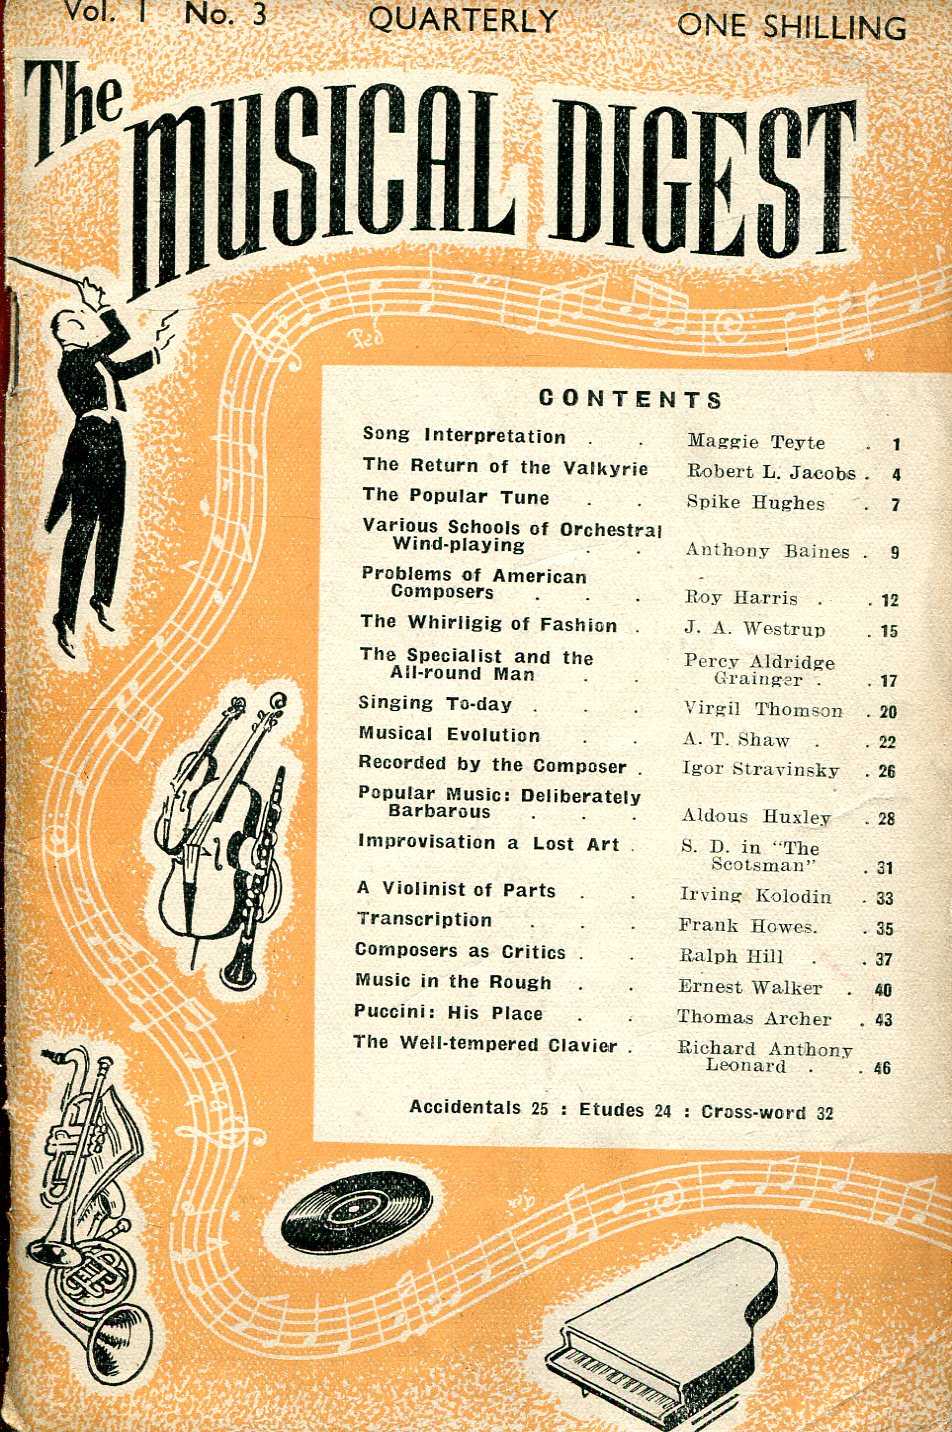 Vol. 1 No. 3 QUARTERLY ONE SHILLING
The
MUSICAL DIGEST
Ped
*
CONTENTS
Song Interpretation . . Maggie Teyte . 1
The Return of the Valkyrie Robert L. Jacobs . 4
The Popular Tune . . Spike Hughes . 7
Various Schools of Orchestral
Wind-playing . . Anthony Baines . 9
Problems of American
Composers . . . Roy Harris . . 12
The Whirligig of Fashion . J. A. Westrup . 15
The Specialist and the Percy Aldridge
All-round Man . . Grainger . . 17
Singing To-day . . . Virgil Thomson . 20
Musical Evolution . . A. T. Shaw . . 22
Recorded by the Composer . Igor Stravinsky . 26
Popular Music: Deliberately
Barbarous . . . Aldous Huxley . 28
Improvisation a Lost Art . S. D. in "The
Scotsman" . 31
A Violinist of Parts . . Irving Kolodin . 33
Transcription . . . Frank Howes. . 35
Composers as Critics . . Ralph Hill . . 37
Music in the Rough . . Ernest Walker . 40
Puccini: His Place . . Thomas Archer . 43
The Well-tempered Clavier . Richard Anthony
Leonard . . 46
Accidentals 25 : Etudes 24 : Cross-word 32